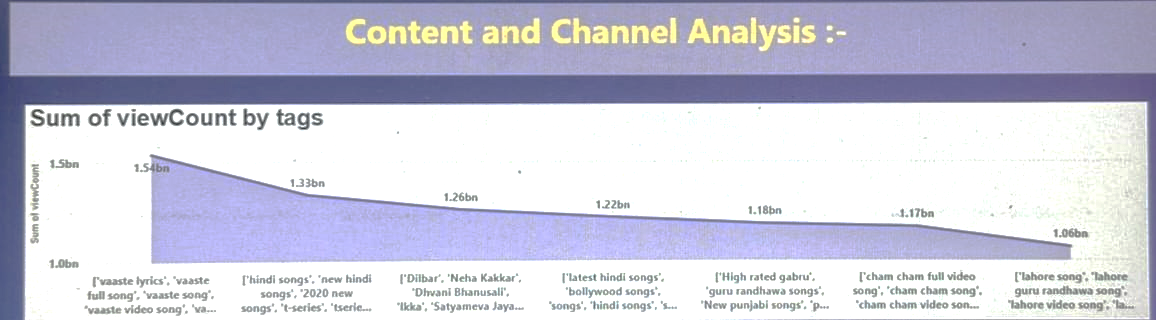 Content and Channel Analysis :-
Sum of viewCount by tags
Sum of viewCount
1.5bn
1.0bn
1.54bn
1.33bn
1.26bn
1.22bn
1.18bn
1.17bn
1.06bn
['vaaste lyrics', 'vaaste
full song', 'vaaste song',
'vaaste video song', 'va...
['hindi songs', 'new hindi
songs', '2020 new
songs', 't-series', 'tserie...
['Dilbar', 'Neha Kakkar',
'Dhvani Bhanusali',
'Ikka', 'Satyameva Jaya...
['latest hindi songs',
'bollywood songs',
'songs', 'hindi songs', 's...
['High rated gabru',
'guru randhawa songs',
'New punjabi songs', 'p...
['cham cham full video
song', 'cham cham song',
'cham cham video son...
['lahore song', 'lahore
guru randhawa song',
'lahore video song', 'la...